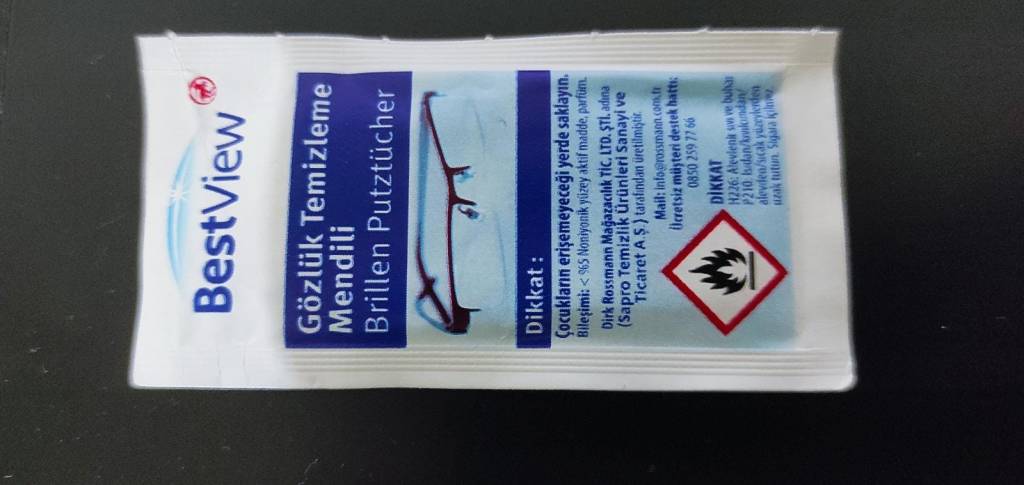 BestView
Gözlük Temizleme
Mendili
Brillen Putztücher
Dikkat:
Çocukların erişemeyeceği yerde saklayın.
Bileşimi: < %5 Noniyonik yüzey aktif madde, parfüm.
Dirk Rossmann Mağazacılık TİC. LTD. ŞTİ. adına
(Sapro Temizlik Ürünleri Sanayi ve
Ticaret A.Ş.) tarafından üretilmiştir.
Mail: info@rossmann.com.tr
Ücretsiz müşteri destek hattı:
0850 259 77 66
DİKKAT
H226: Alevlenir sıvı ve buhar
P210: Isıdan/kıvılcımdan/
alevden/sıcak yüzeylerden
uzak tutun. Sigara içilmez.